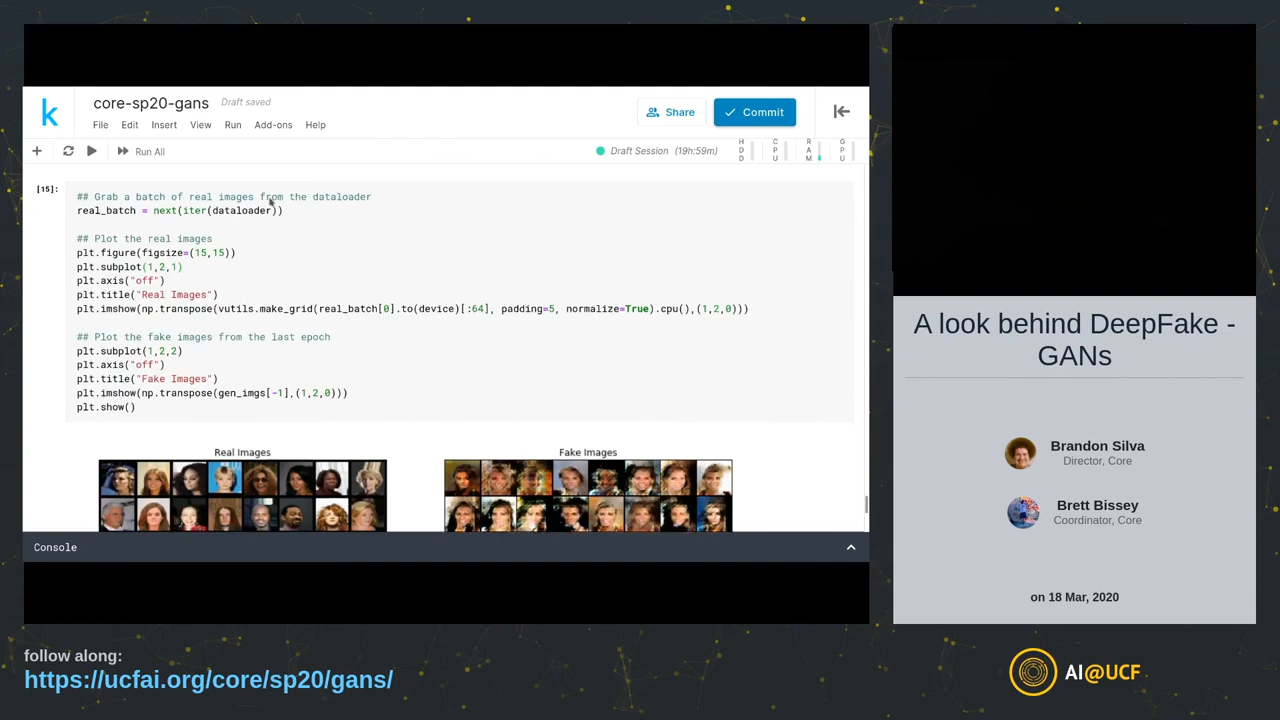 core-sp20-gans Draft saved
Share
Commit
File Edit Insert View Run Add-ons Help
Run All
Draft Session (19h:59m)
HDD CPU RAM GPU
[15]:
## Grab a batch of real images from the dataloader
real_batch = next(iter(dataloader))
## Plot the real images
plt.figure(figsize=(15,15))
plt.subplot(1,2,1)
plt.axis("off")
plt.title("Real Images")
plt.imshow(np.transpose(vutils.make_grid(real_batch[0].to(device)[:64], padding=5, normalize=True).cpu(),(1,2,0)))
## Plot the fake images from the last epoch
plt.subplot(1,2,2)
plt.axis("off")
plt.title("Fake Images")
plt.imshow(np.transpose(gen_imgs[-1],(1,2,0)))
plt.show()
Real Images
Fake Images
Console
A look behind DeepFake -
GANs
Brandon Silva
Director, Core
Brett Bissey
Coordinator, Core
on 18 Mar, 2020
follow along:
https://ucfai.org/core/sp20/gans/
AI@UCF